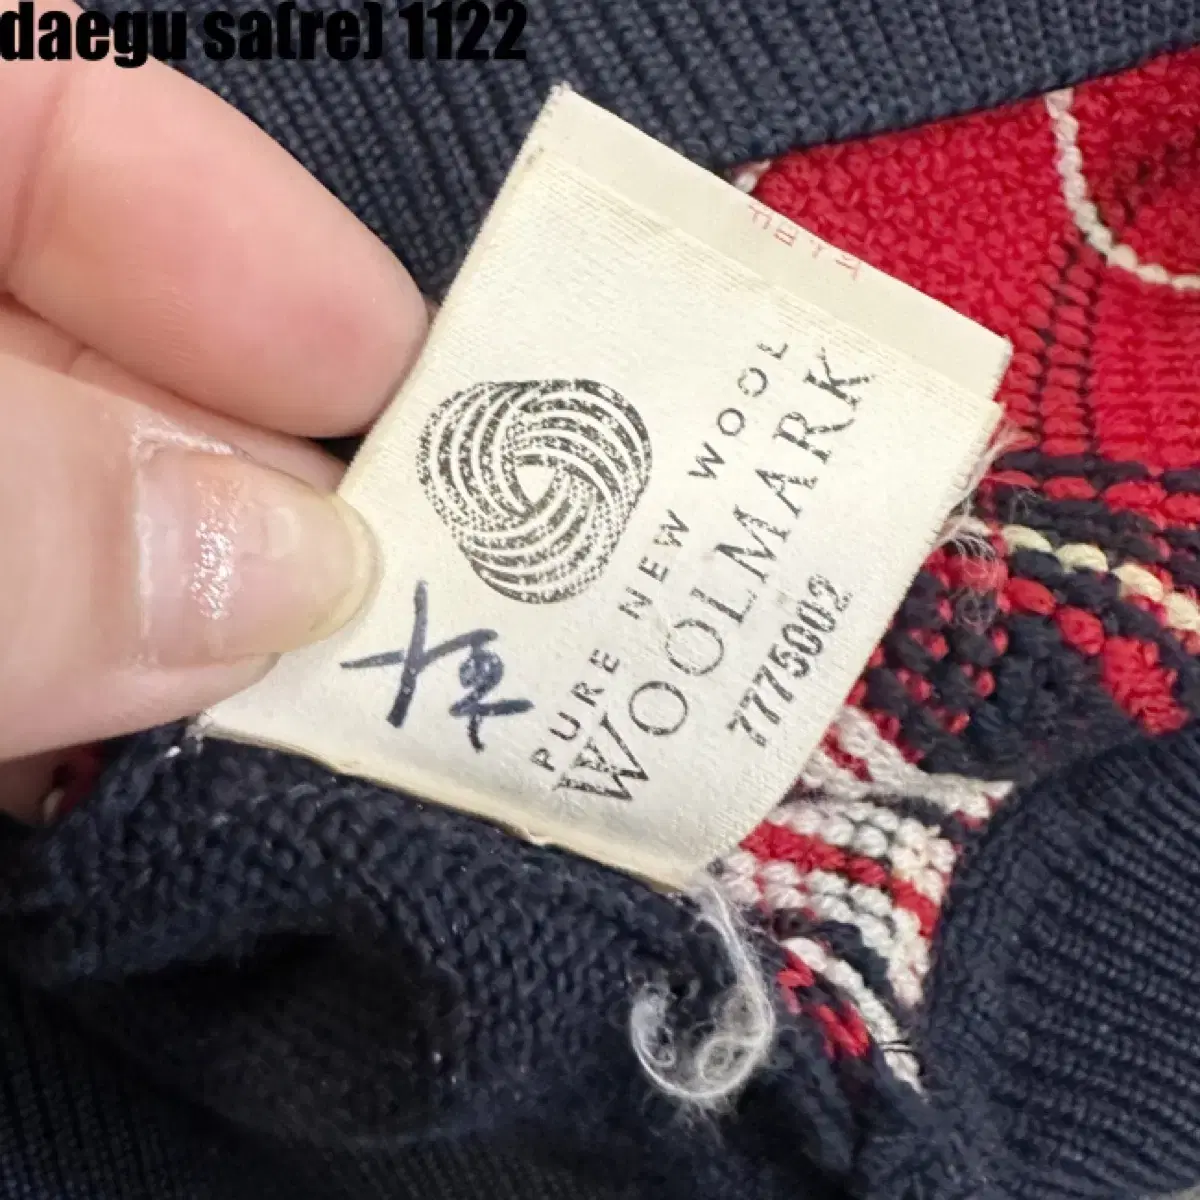 daegu sa(re) 1122
PURE NEW WOOL
WOOLMARK
7775002